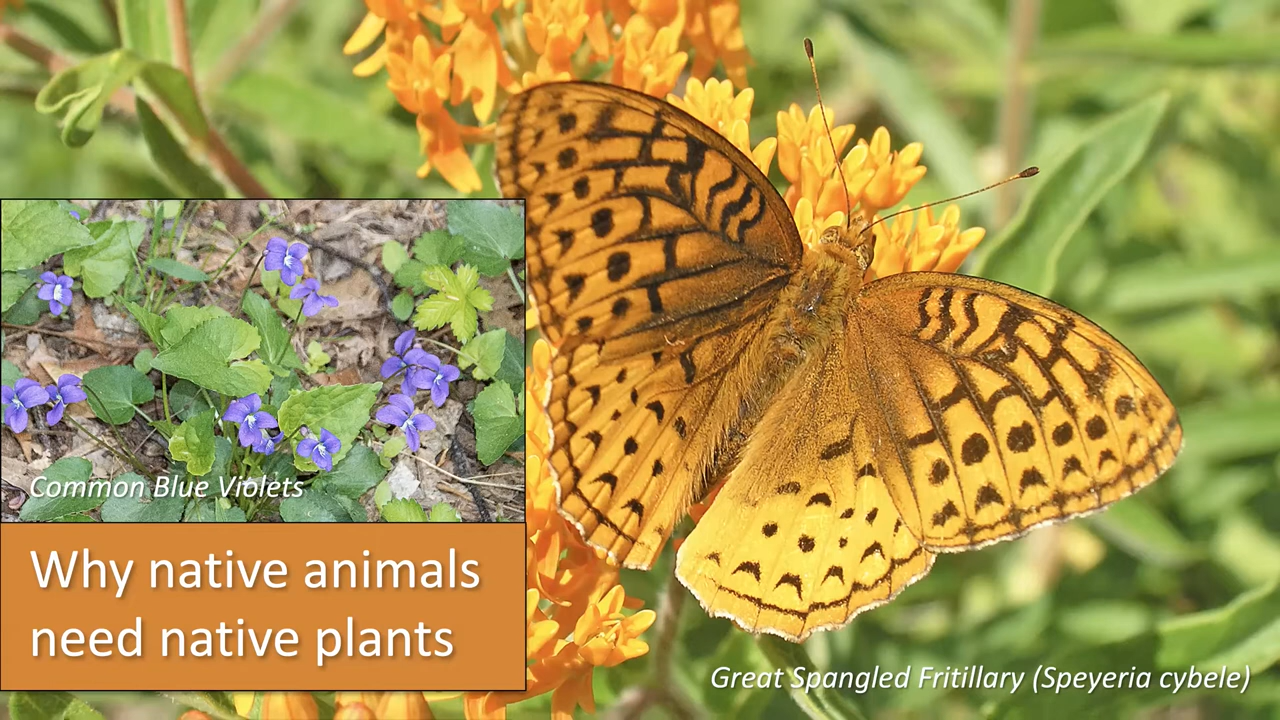 Common Blue Violets
Why native animals
need native plants
Great Spangled Fritillary (Speyeria cybele)